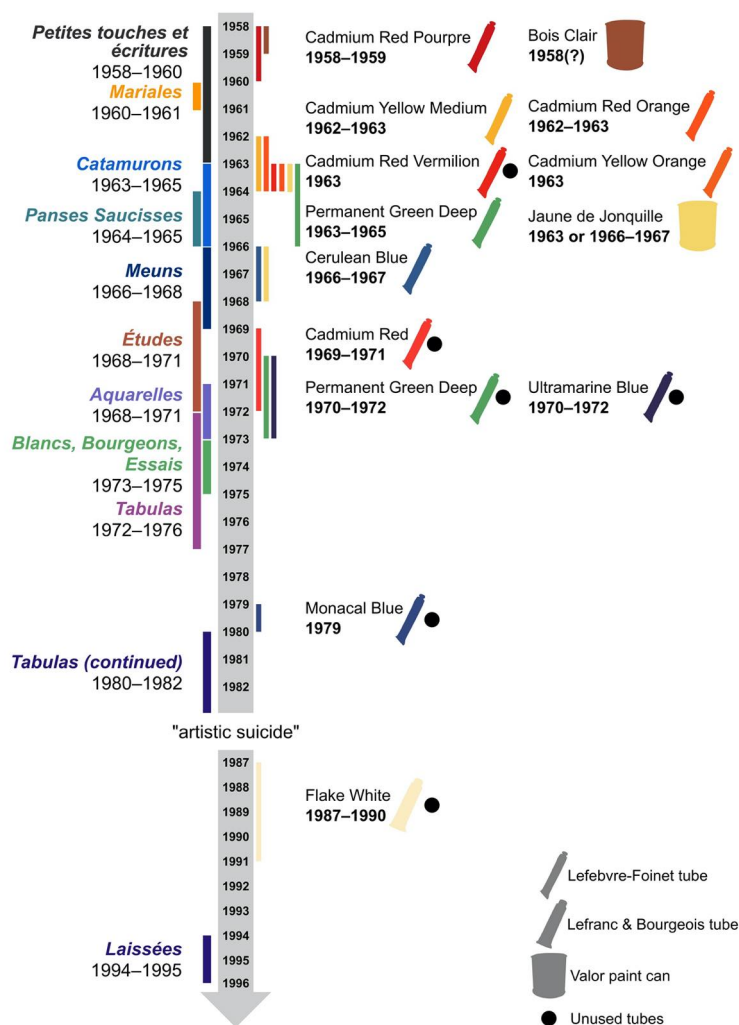 Petites touches et
écritures
1958–1960
Mariales
1960–1961
Catamurons
1963–1965
Panses Saucisses
1964–1965
Meuns
1966–1968
Études
1968–1971
Aquarelles
1968–1971
Blancs, Bourgeons,
Essais
1973–1975
Tabulas
1972–1976
Tabulas (continued)
1980–1982
1958
1959
1960
1961
1962
1963
1964
1965
1966
1967
1968
1969
1970
1971
1972
1973
1974
1975
1976
1977
1978
1979
1980
1981
1982
Cadmium Red Pourpre
1958–1959
Bois Clair
1958(?)
Cadmium Yellow Medium
1962–1963
Cadmium Red Orange
1962–1963
Cadmium Red Vermilion
1963
Cadmium Yellow Orange
1963
Permanent Green Deep
1963–1965
Jaune de Jonquille
1963 or 1966–1967
Cerulean Blue
1966–1967
Cadmium Red
1969–1971
Permanent Green Deep
1970–1972
Ultramarine Blue
1970–1972
Monacal Blue
1979
"artistic suicide"
1987
1988
1989
1990
1991
1992
1993
1994
1995
1996
Flake White
1987–1990
Laissées
1994–1995
Lefebvre-Foinet tube
Lefranc & Bourgeois tube
Valor paint can
Unused tubes